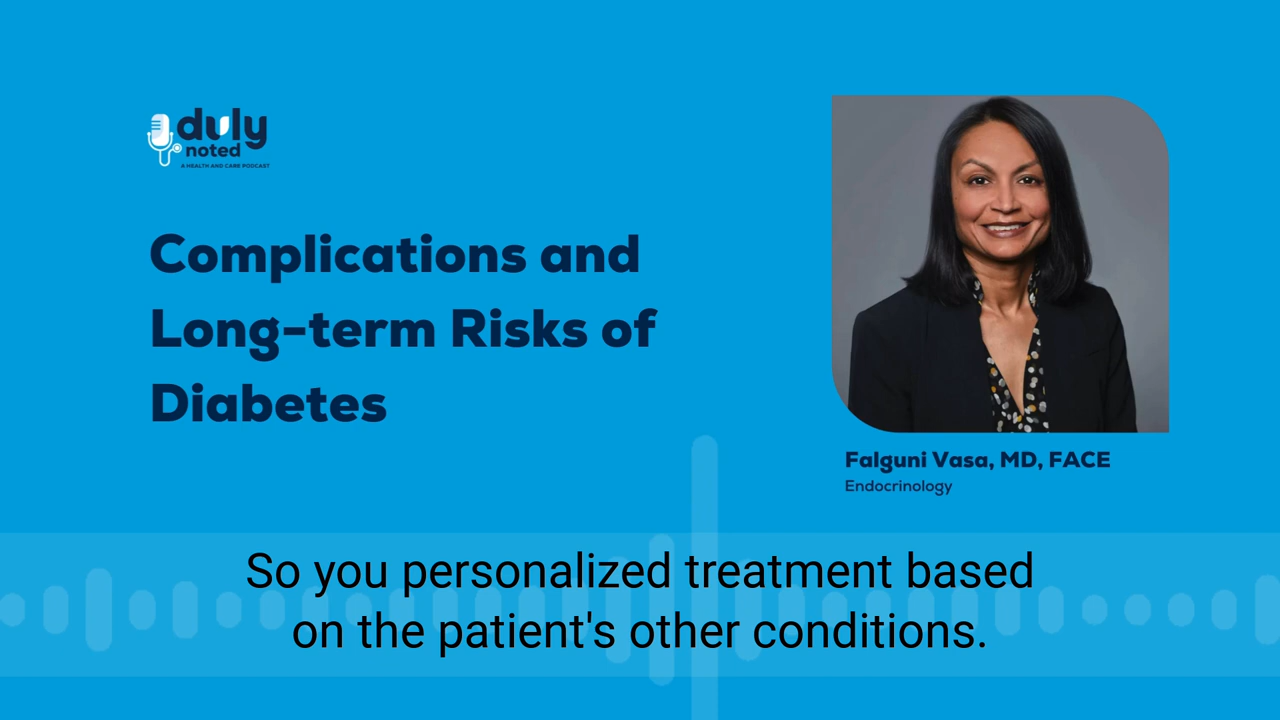 duly
noted
A HEALTH AND CARE PODCAST
Complications and
Long-term Risks of
Diabetes
Falguni Vasa, MD, FACE
Endocrinology
So you personalized treatment based
on the patient's other conditions.